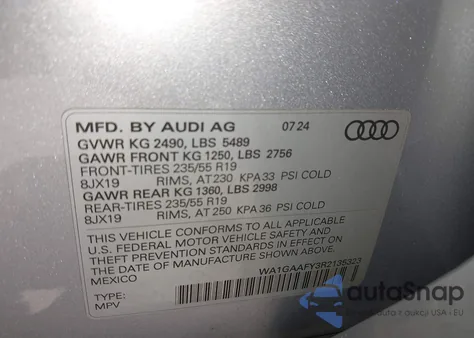 MFD. BY AUDI AG 07 24
GVWR KG 2490, LBS 5489
GAWR FRONT KG 1250, LBS 2756
FRONT-TIRES 235/55 R19
8JX19 RIMS, AT 230 KPA 33 PSI COLD
GAWR REAR KG 1360, LBS 2998
REAR-TIRES 235/55 R19
8JX19 RIMS, AT 250 KPA 36 PSI COLD
THIS VEHICLE CONFORMS TO ALL APPLICABLE
U.S. FEDERAL MOTOR VEHICLE SAFETY AND
THEFT PREVENTION STANDARDS IN EFFECT ON
THE DATE OF MANUFACTURE SHOWN ABOVE.
MEXICO
WA1GAAFY3R2135323
TYPE:
MPV
autoSnap
USA - EU